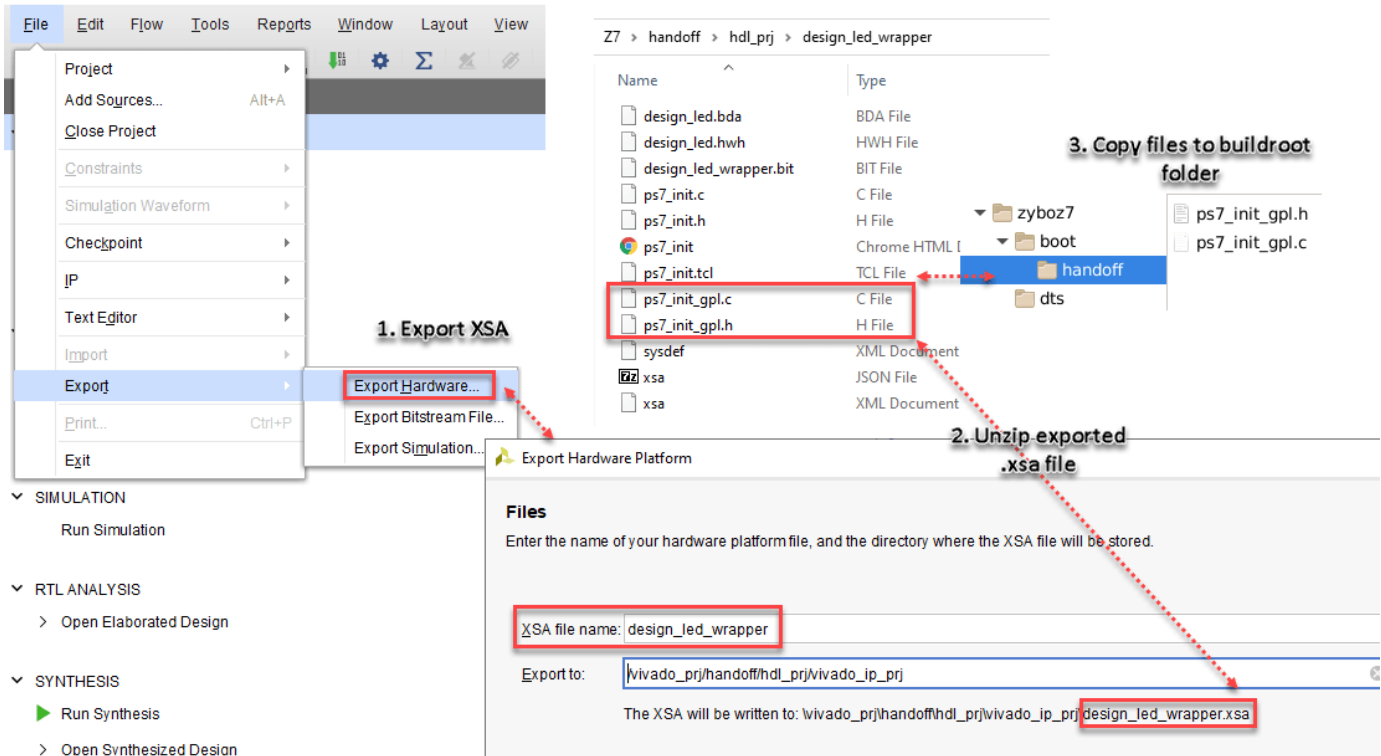 File Edit Flow Tools Reports Window Layout View
Project
Add Sources... Alt+A
Close Project
Constraints
Simulation Waveform
Checkpoint
IP
Text Editor
Import
Export
Print... Ctrl+P
Exit
1. Export XSA
Export Hardware...
Export Bitstream File...
Export Simulation...
SIMULATION
Run Simulation
RTL ANALYSIS
Open Elaborated Design
SYNTHESIS
Run Synthesis
Open Synthesized Design
Z7 > handoff > hdl_prj > design_led_wrapper
Name Type
design_led.bda BDA File
design_led.hwh HWH File
design_led_wrapper.bit BIT File
ps7_init.c C File
ps7_init.h H File
ps7_init Chrome HTML
ps7_init.tcl TCL File
ps7_init_gpl.c C File
ps7_init_gpl.h H File
sysdef XML Document
xsa JSON File
xsa XML Document
3. Copy files to buildroot
folder
zyboz7
boot
handoff
dts
ps7_init_gpl.h
ps7_init_gpl.c
2. Unzip exported
.xsa file
Export Hardware Platform
Files
Enter the name of your hardware platform file, and the directory where the XSA file will be stored.
XSA file name: design_led_wrapper
Export to: /vivado_prj/handoff/hdl_prj/vivado_ip_prj
The XSA will be written to: \vivado_prj\handoff\hdl_prj\vivado_ip_prj\design_led_wrapper.xsa